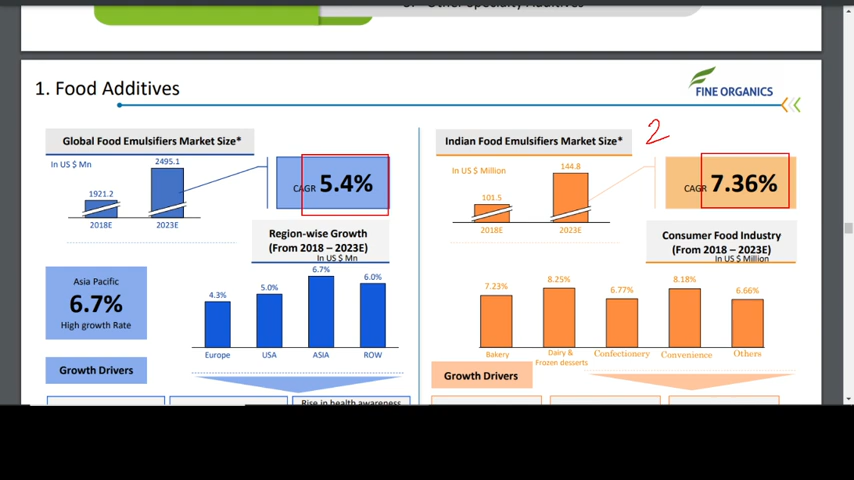 1. Food Additives
FINE ORGANICS
Global Food Emulsifiers Market Size*
In US $ Mn
2495.1
1921.2
2018E
2023E
CAGR 5.4%
Region-wise Growth
(From 2018 – 2023E)
In US $ Mn
Asia Pacific
6.7%
High growth Rate
4.3%
5.0%
6.7%
6.0%
Europe
USA
ASIA
ROW
Growth Drivers
Rise in health awareness
Indian Food Emulsifiers Market Size*
2
In US $ Million
144.8
101.5
2018E
2023E
CAGR 7.36%
Consumer Food Industry
(From 2018 – 2023E)
In US $ Million
7.23%
8.25%
6.77%
8.18%
6.66%
Bakery
Dairy &
Frozen desserts
Confectionery
Convenience
Others
Growth Drivers